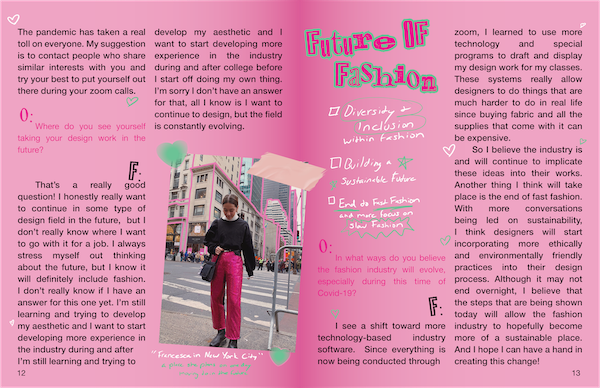 The pandemic has taken a real
toll on everyone. My suggestion
is to contact people who share
similar interests with you and
try your best to put yourself out
there during your zoom calls.
O:
Where do you see yourself
taking your design work in the
future?
F:
That's a really good
question! I honestly really want
to continue in some type of
design field in the future, but I
don't really know where I want
to go with it for a job. I always
stress myself out thinking
about the future, but I know it
will definitely include fashion.
I don't really know if I have an
answer for this one yet. I'm still
learning and trying to develop
my aesthetic and I want to start
developing more experience in
the industry during and after
I'm still learning and trying to
12
develop my aesthetic and I
want to start developing more
experience in the industry
during and after college before
I start off doing my own thing.
I'm sorry I don't have an answer
for that, all I know is I want to
continue to design, but the field
is constantly evolving.
"Francesca in New York City"
Future OF
Fashion
Diversity +
Inclusion
within Fashion
Building a
Sustainable Future
End to Fast Fashion
and more focus on
slow Fashion
O:
In what ways do you believe
the fashion industry will evolve,
especially during this time of
Covid-19?
F:
I see a shift toward more
technology-based industry
software. Since everything is
now being conducted through
zoom, I learned to use more
technology and special
programs to draft and display
my design work for my classes.
These systems really allow
designers to do things that are
much harder to do in real life
since buying fabric and all the
supplies that come with it can
be expensive.
So I believe the industry is
and will continue to implicate
these ideas into their works.
Another thing I think will take
place is the end of fast fashion.
With more conversations
being led on sustainability,
I think designers will start
incorporating more ethically
and environmentally friendly
practices into their design
process. Although it may not
end overnight, I believe that
the steps that are being shown
today will allow the fashion
industry to hopefully become
more of a sustainable place.
And I hope I can have a hand in
creating this change!
13